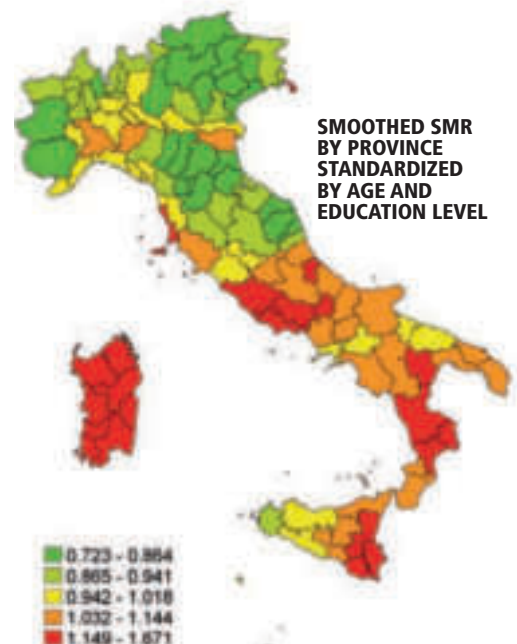 SMOOTHED SMR
BY PROVINCE
STANDARDIZED
BY AGE AND
EDUCATION LEVEL
0.723 - 0.864
0.865 - 0.941
0.942 - 1.018
1.032 - 1.144
1.149 - 1.671